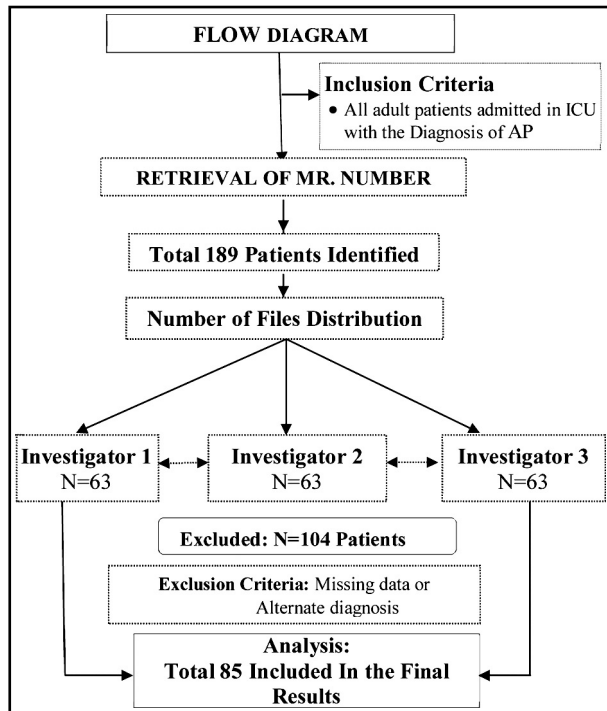 FLOW DIAGRAM
Inclusion Criteria
• All adult patients admitted in ICU
with the Diagnosis of AP
RETRIEVAL OF MR. NUMBER
Total 189 Patients Identified
Number of Files Distribution
Investigator 1
N=63
Investigator 2
N=63
Investigator 3
N=63
Excluded: N=104 Patients
Exclusion Criteria: Missing data or
Alternate diagnosis
Analysis:
Total 85 Included In the Final
Results